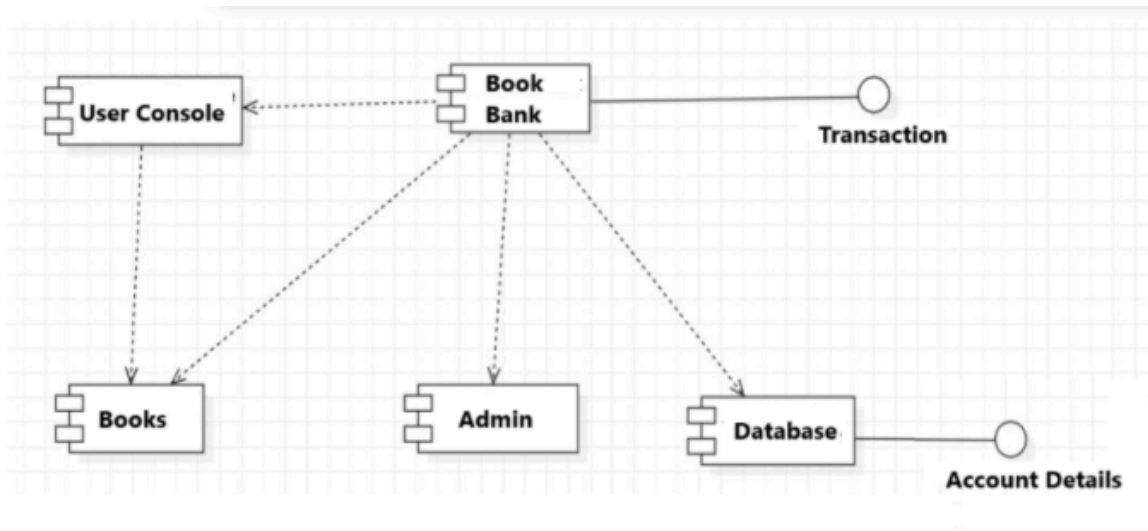 User Console
Book
Bank
Transaction
Books
Admin
Database
Account Details